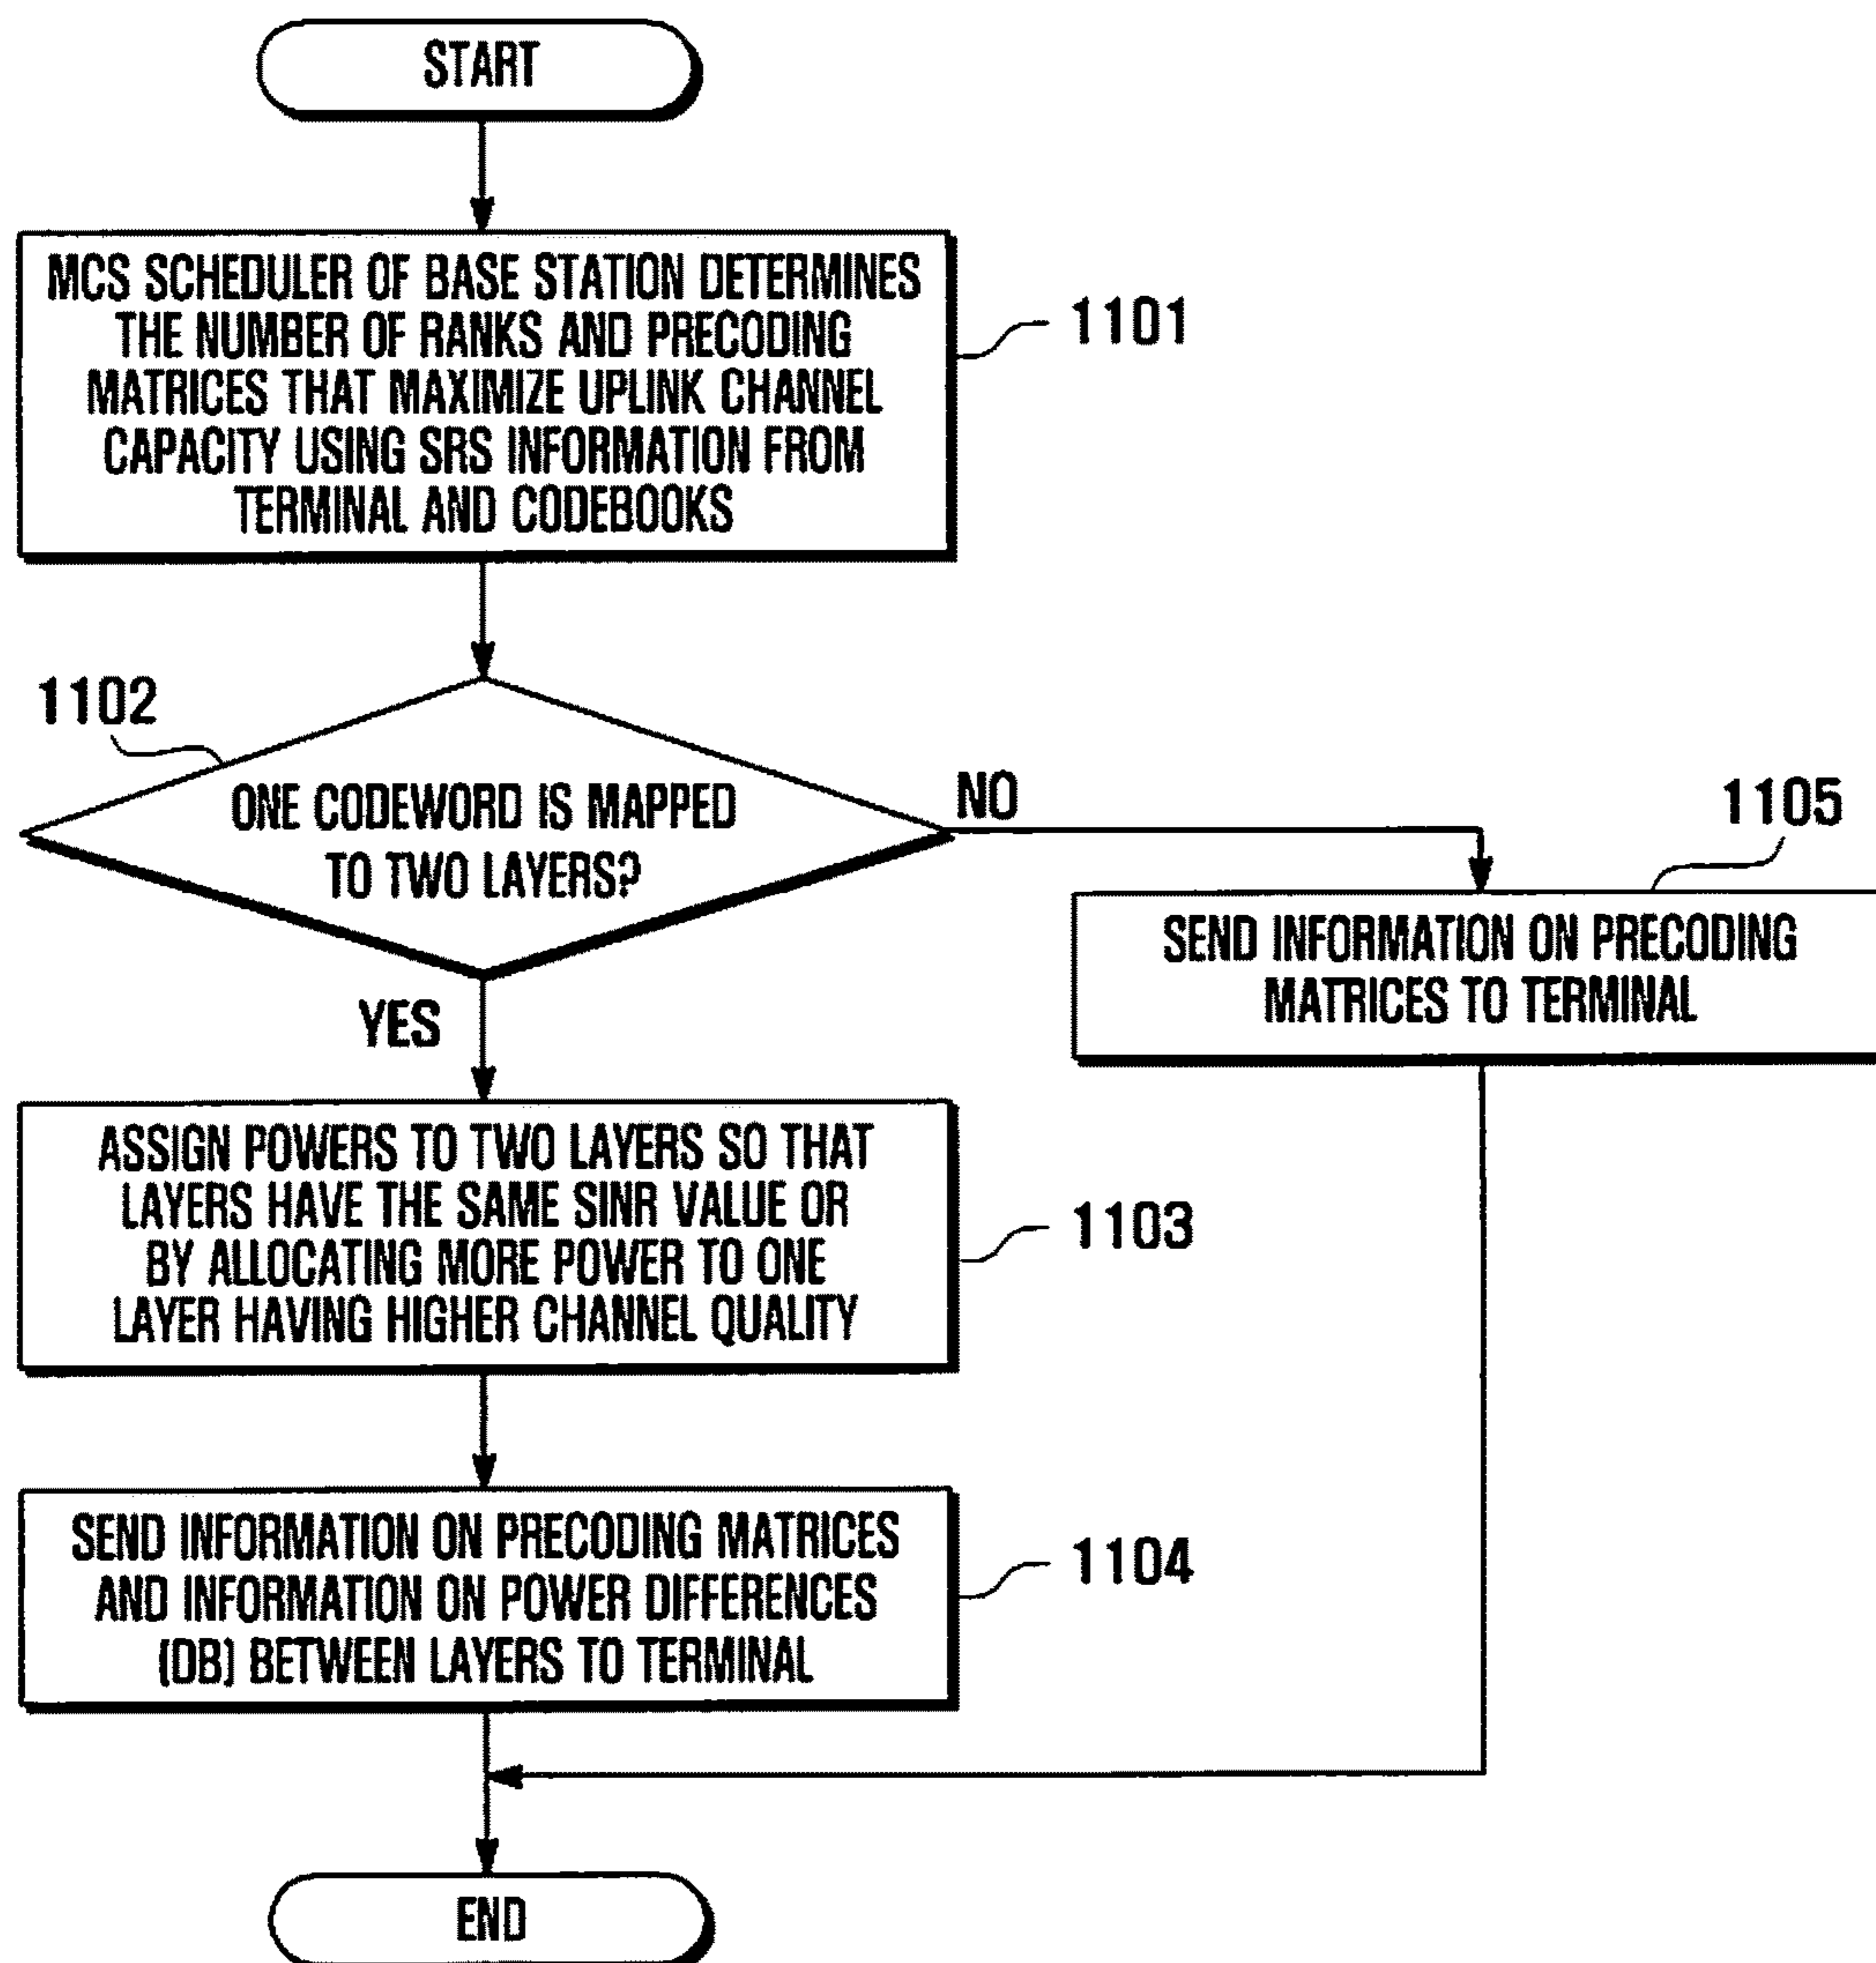 START
MCS SCHEDULER OF BASE STATION DETERMINES
THE NUMBER OF RANKS AND PRECODING
MATRICES THAT MAXIMIZE UPLINK CHANNEL
CAPACITY USING SRS INFORMATION FROM
TERMINAL AND CODEBOOKS
1101
1102
ONE CODEWORD IS MAPPED
TO TWO LAYERS?
NO
1105
SEND INFORMATION ON PRECODING
MATRICES TO TERMINAL
YES
ASSIGN POWERS TO TWO LAYERS SO THAT
LAYERS HAVE THE SAME SINR VALUE OR
BY ALLOCATING MORE POWER TO ONE
LAYER HAVING HIGHER CHANNEL QUALITY
1103
SEND INFORMATION ON PRECODING MATRICES
AND INFORMATION ON POWER DIFFERENCES
(DB) BETWEEN LAYERS TO TERMINAL
1104
END